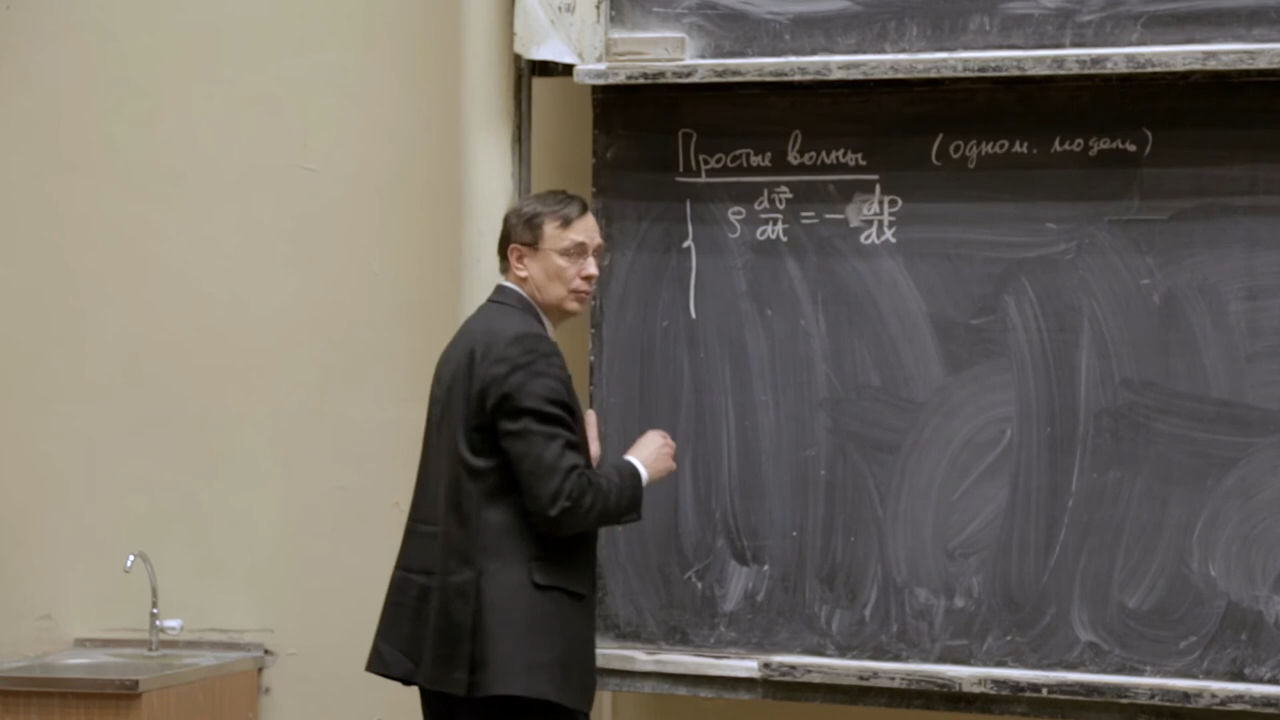 Простые волны (одном. модель)
ρ dv⃗/dt = - dp/dx